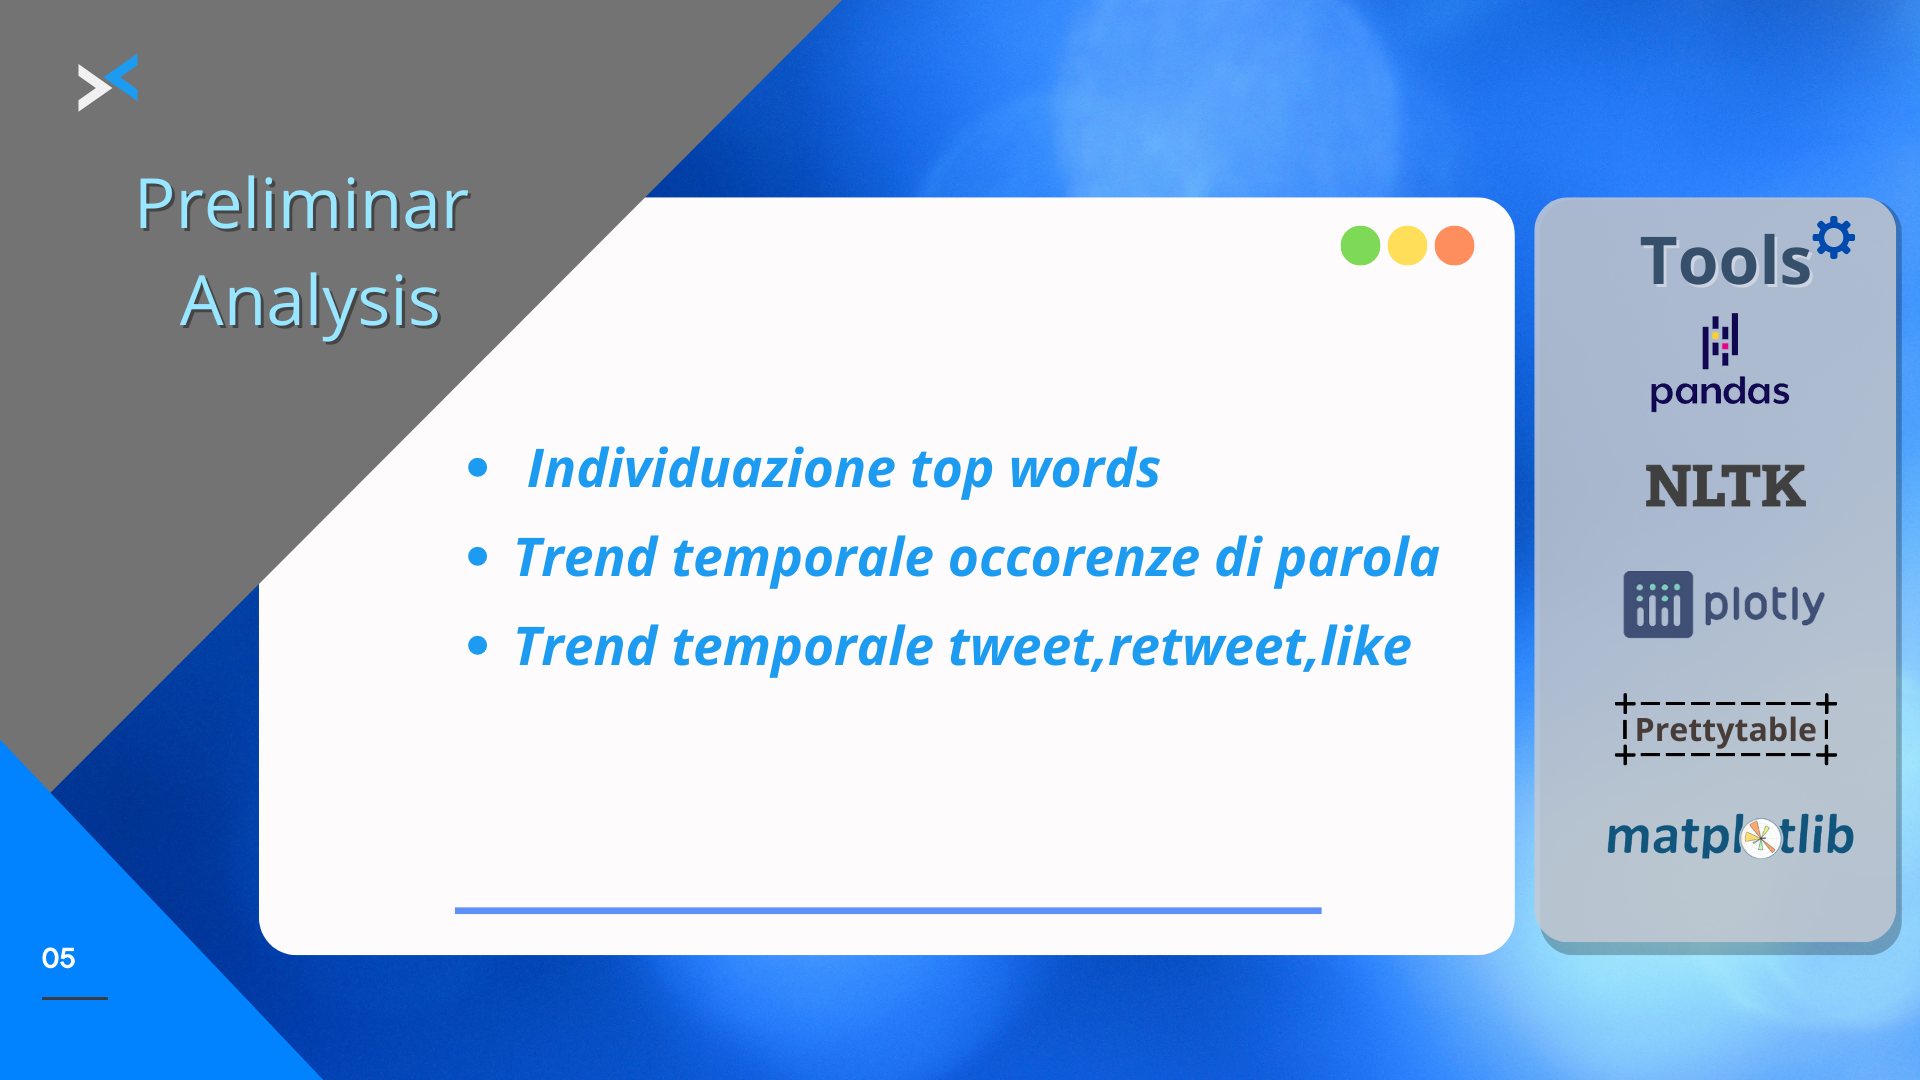 Preliminar
Analysis
Individuazione top words
Trend temporale occorenze di parola
Trend temporale tweet,retweet,like
Tools
pandas
NLTK
plotly
Prettytable
matplotlib
05